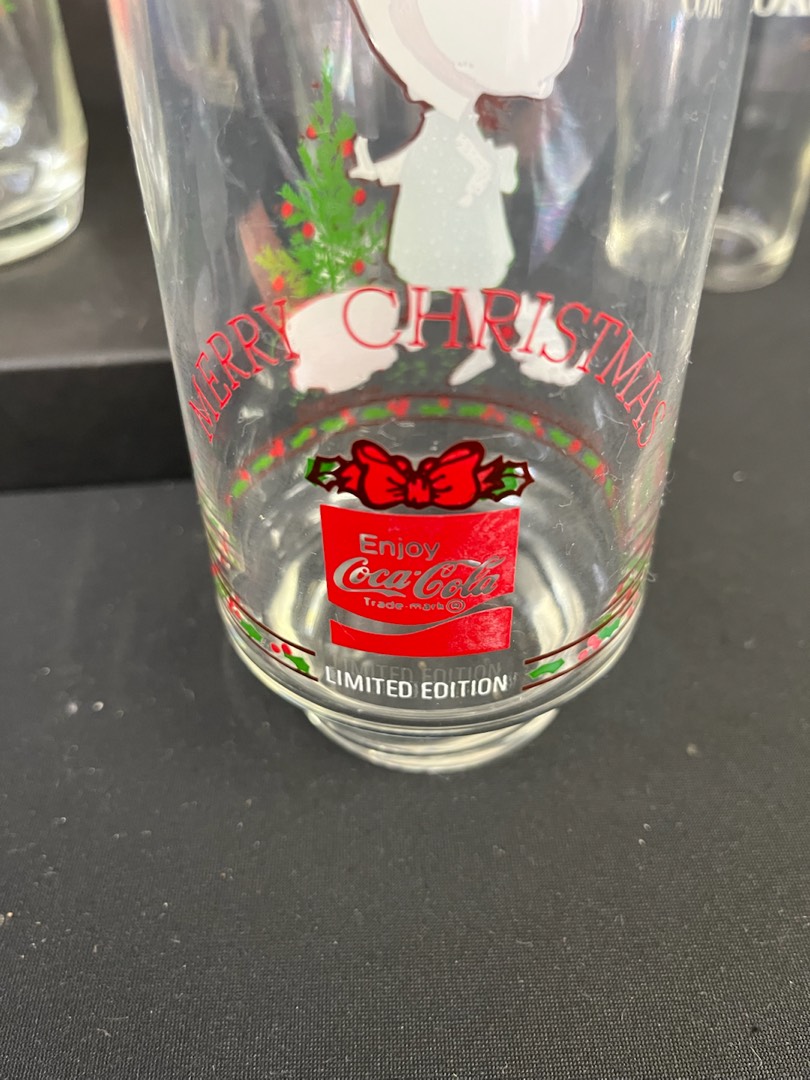 MERRY CHRISTMAS
Enjoy
Coca-Cola
Trade-mark ®
LIMITED EDITION